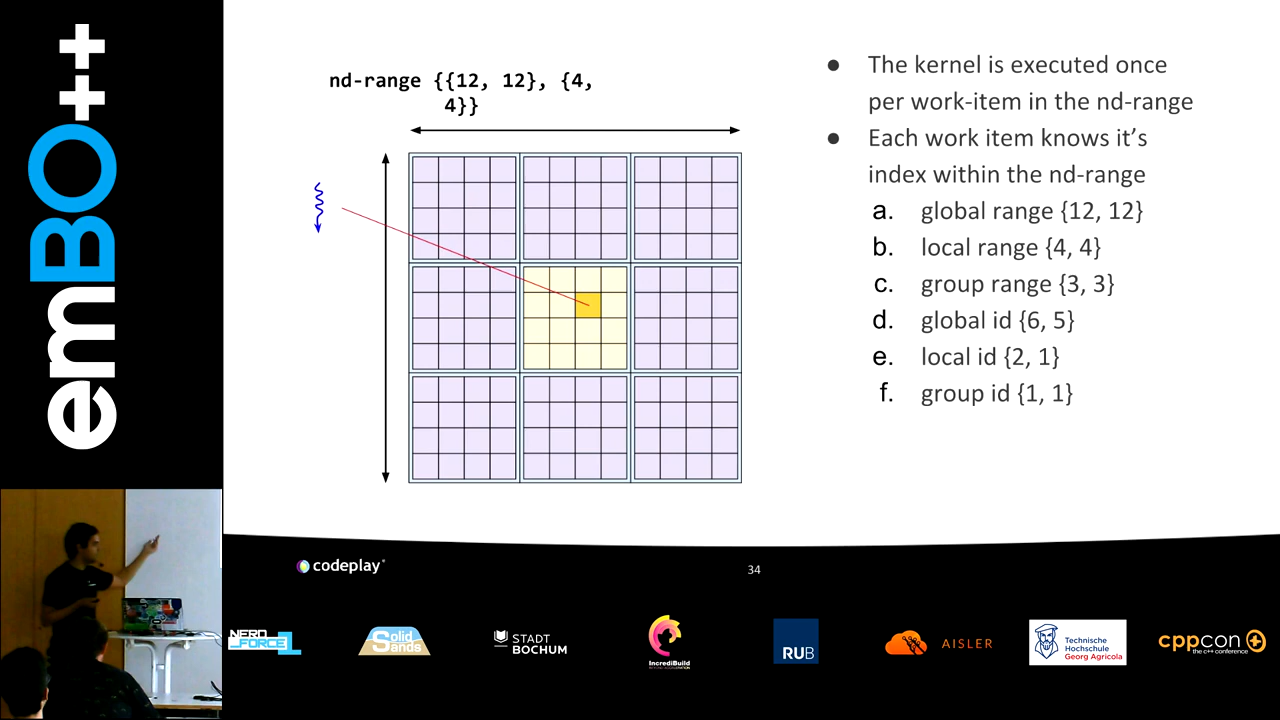 emBO++
nd-range {{12, 12}, {4,
4}}
● The kernel is executed once
per work-item in the nd-range
● Each work item knows it's
index within the nd-range
a. global range {12, 12}
b. local range {4, 4}
c. group range {3, 3}
d. global id {6, 5}
e. local id {2, 1}
f. group id {1, 1}
codeplay
34
NERD
FORCE1
Solid
Sands
STADT
BOCHUM
IncrediBuild
RUB
AISLER
Technische
Hochschule
Georg Agricola
cppcon
the c++ conference